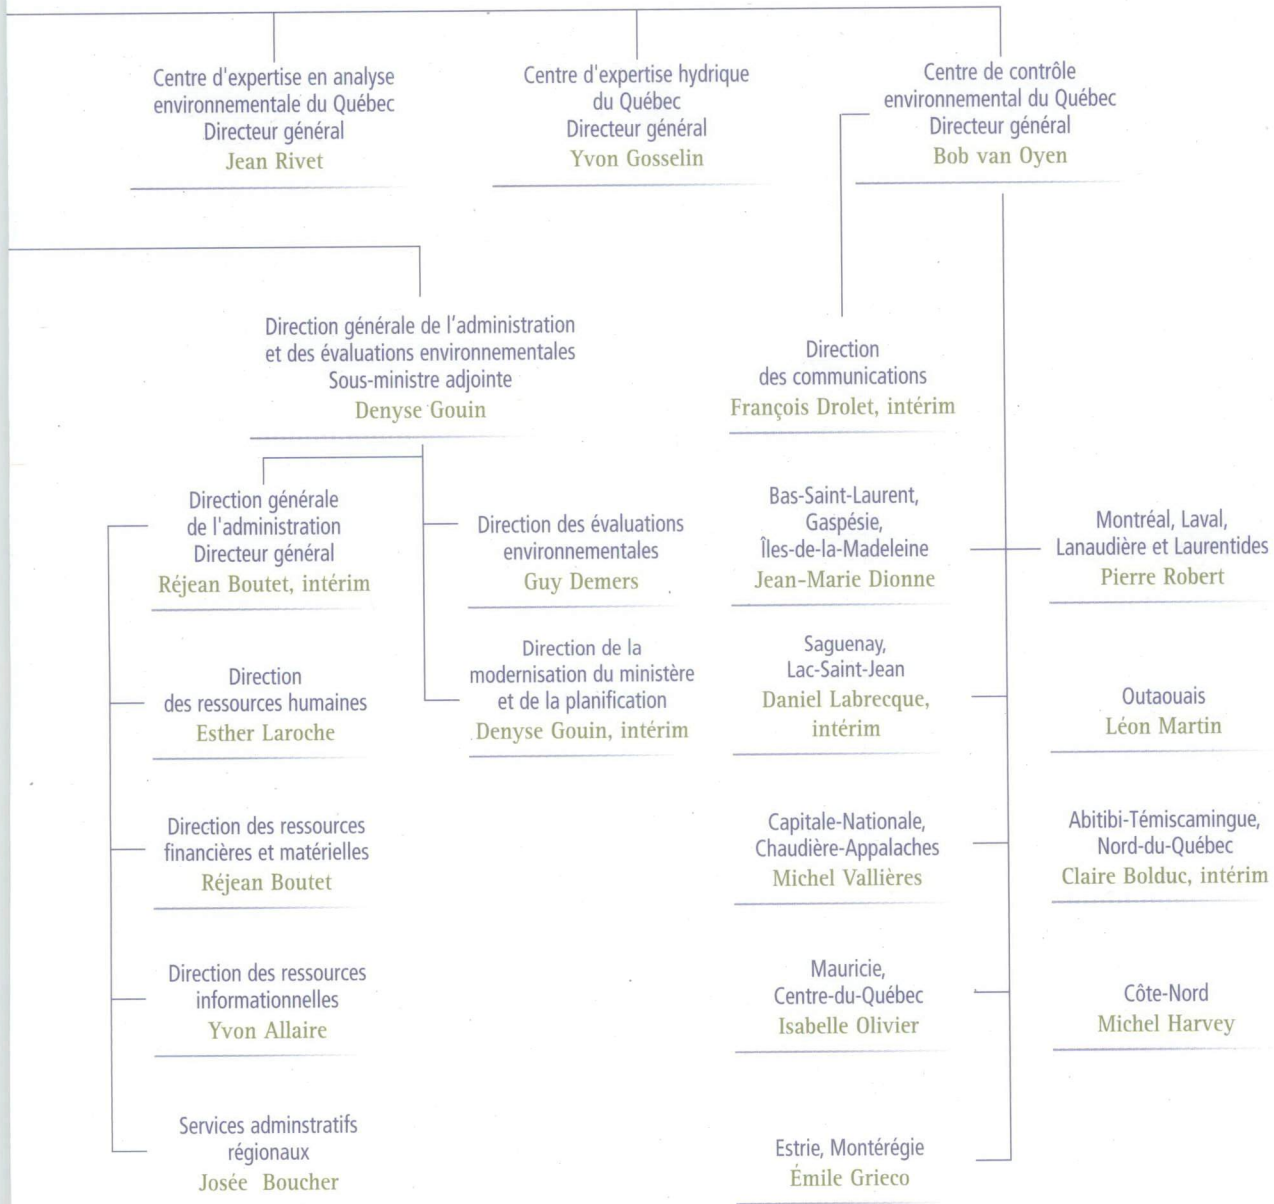 Centre d'expertise en analyse
environnementale du Québec
Directeur général
Jean Rivet
Centre d'expertise hydrique
du Québec
Directeur général
Yvon Gosselin
Centre de contrôle
environnemental du Québec
Directeur général
Bob van Oyen
Direction générale de l'administration
et des évaluations environnementales
Sous-ministre adjointe
Denyse Gouin
Direction
des communications
François Drolet, intérim
Direction générale
de l'administration
Directeur général
Réjean Boutet, intérim
Direction des évaluations
environnementales
Guy Demers
Direction de la
modernisation du ministère
et de la planification
Denyse Gouin, intérim
Direction
des ressources humaines
Esther Laroche
Direction des ressources
financières et matérielles
Réjean Boutet
Direction des ressources
informationnelles
Yvon Allaire
Services adminstratifs
régionaux
Josée Boucher
Bas-Saint-Laurent,
Gaspésie,
Îles-de-la-Madeleine
Jean-Marie Dionne
Montréal, Laval,
Lanaudière et Laurentides
Pierre Robert
Saguenay,
Lac-Saint-Jean
Daniel Labrecque,
intérim
Outaouais
Léon Martin
Capitale-Nationale,
Chaudière-Appalaches
Michel Vallières
Abitibi-Témiscamingue,
Nord-du-Québec
Claire Bolduc, intérim
Mauricie,
Centre-du-Québec
Isabelle Olivier
Côte-Nord
Michel Harvey
Estrie, Montérégie
Émile Grieco